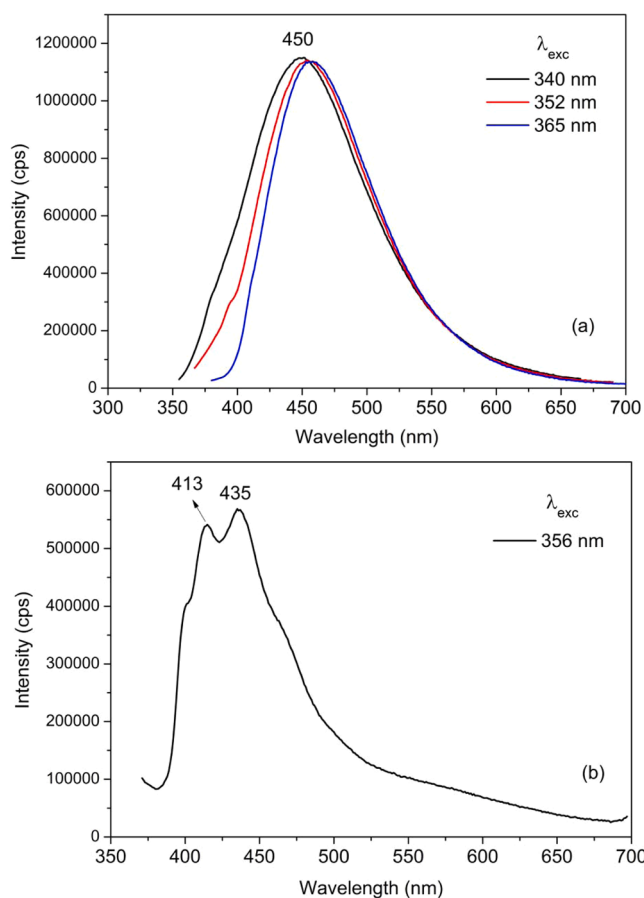 450
λexc
340 nm
352 nm
365 nm
1200000
1000000
800000
600000
400000
200000
0
Intensity (cps)
(a)
300 350 400 450 500 550 600 650 700
Wavelength (nm)
413 435
λexc
356 nm
600000
500000
400000
300000
200000
100000
0
Intensity (cps)
(b)
350 400 450 500 550 600 650 700
Wavelength (nm)